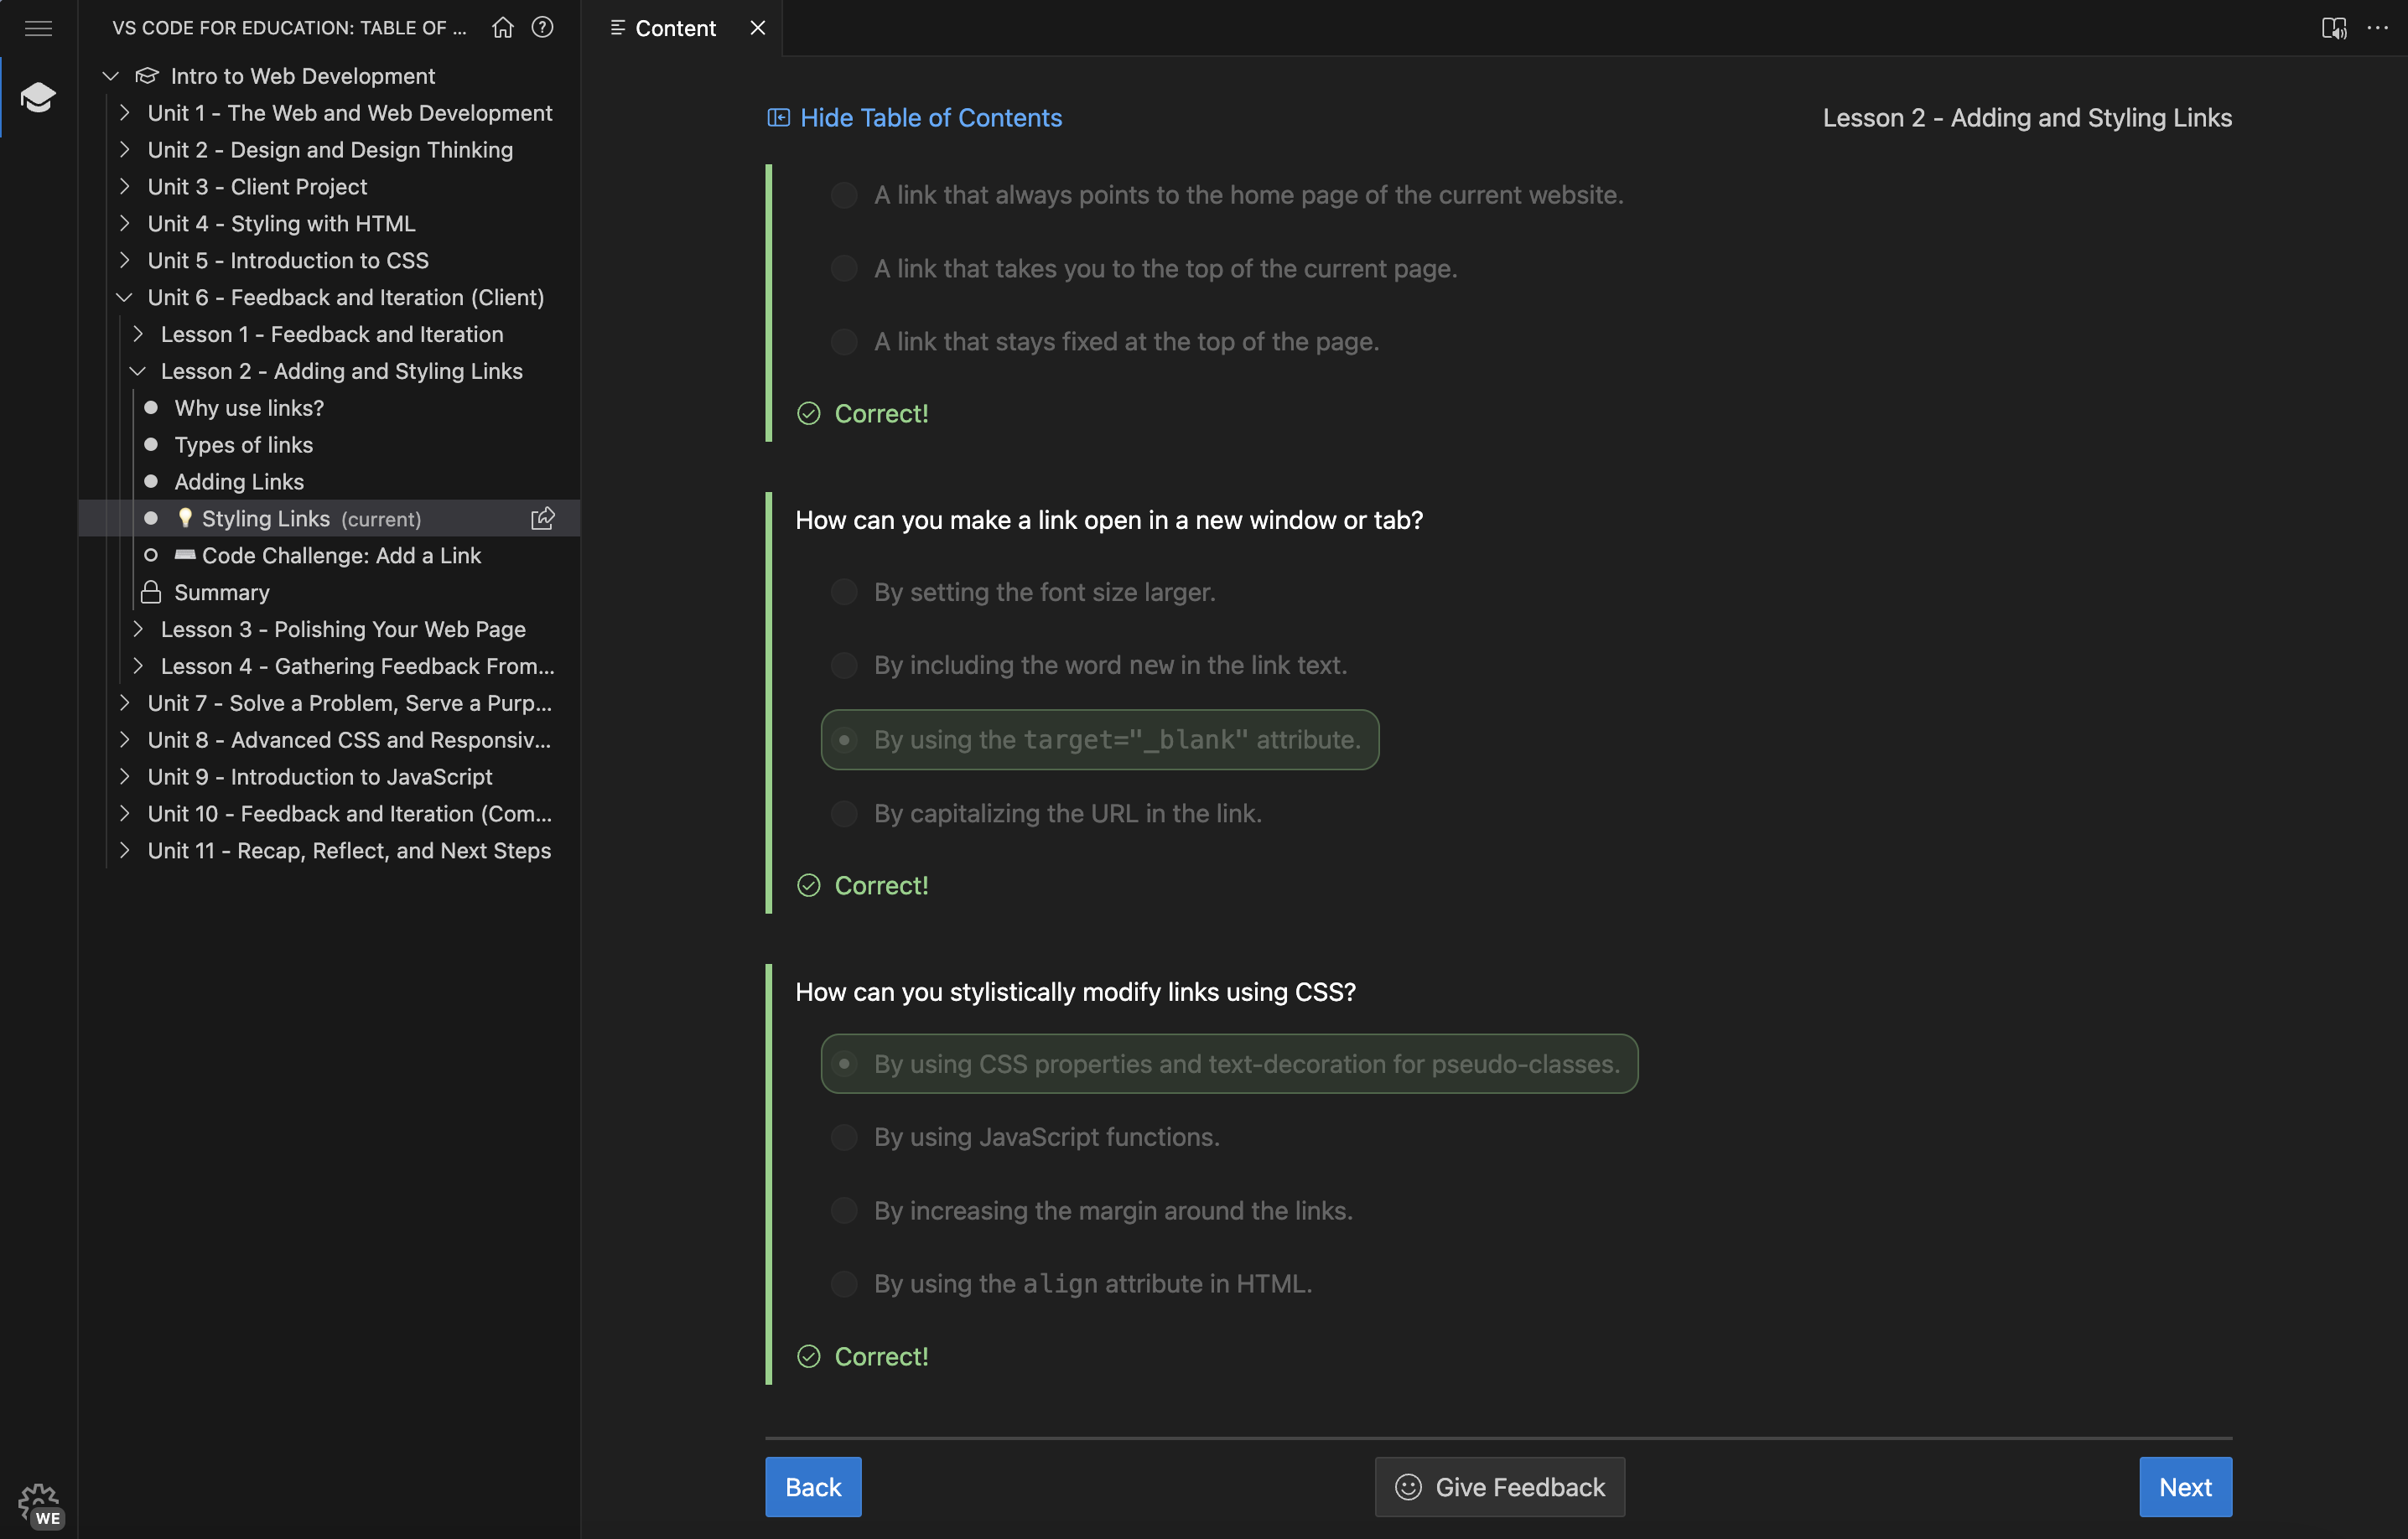 VS CODE FOR EDUCATION: TABLE OF ...
Intro to Web Development
Unit 1 - The Web and Web Development
Unit 2 - Design and Design Thinking
Unit 3 - Client Project
Unit 4 - Styling with HTML
Unit 5 - Introduction to CSS
Unit 6 - Feedback and Iteration (Client)
Lesson 1 - Feedback and Iteration
Lesson 2 - Adding and Styling Links
Why use links?
Types of links
Adding Links
Styling Links (current)
Code Challenge: Add a Link
Summary
Lesson 3 - Polishing Your Web Page
Lesson 4 - Gathering Feedback From...
Unit 7 - Solve a Problem, Serve a Purp...
Unit 8 - Advanced CSS and Responsiv...
Unit 9 - Introduction to JavaScript
Unit 10 - Feedback and Iteration (Com...
Unit 11 - Recap, Reflect, and Next Steps
WE
Content
Hide Table of Contents
Lesson 2 - Adding and Styling Links
A link that always points to the home page of the current website.
A link that takes you to the top of the current page.
A link that stays fixed at the top of the page.
Correct!
How can you make a link open in a new window or tab?
By setting the font size larger.
By including the word new in the link text.
By using the target="_blank" attribute.
By capitalizing the URL in the link.
Correct!
How can you stylistically modify links using CSS?
By using CSS properties and text-decoration for pseudo-classes.
By using JavaScript functions.
By increasing the margin around the links.
By using the align attribute in HTML.
Correct!
Back
Give Feedback
Next